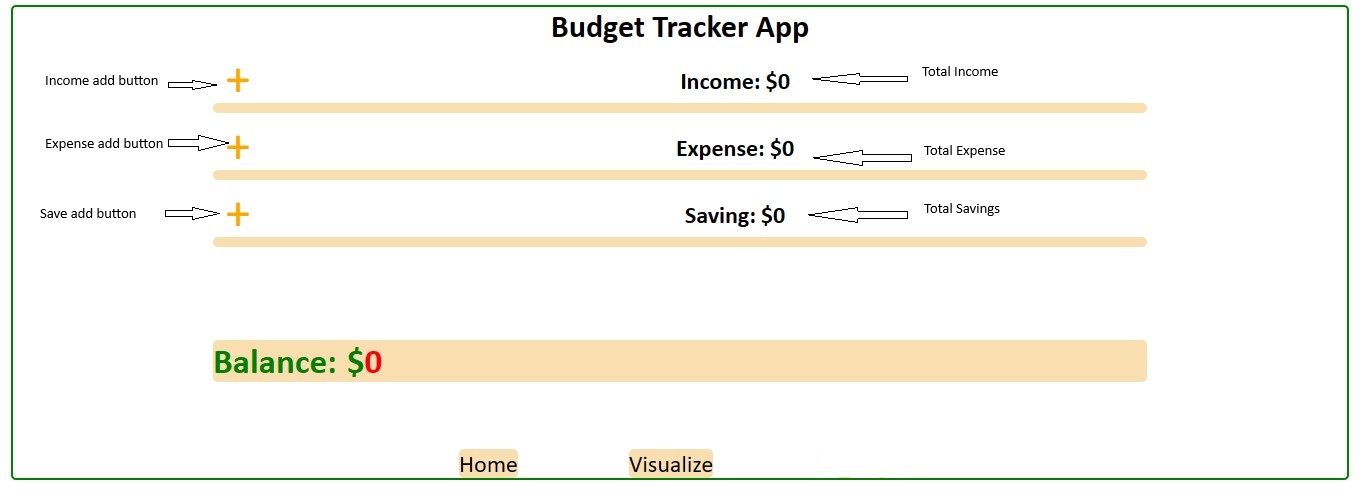 Budget Tracker App
Income add button + Income: $0 Total Income
Expense add button + Expense: $0 Total Expense
Save add button + Saving: $0 Total Savings
Balance: $0
Home Visualize